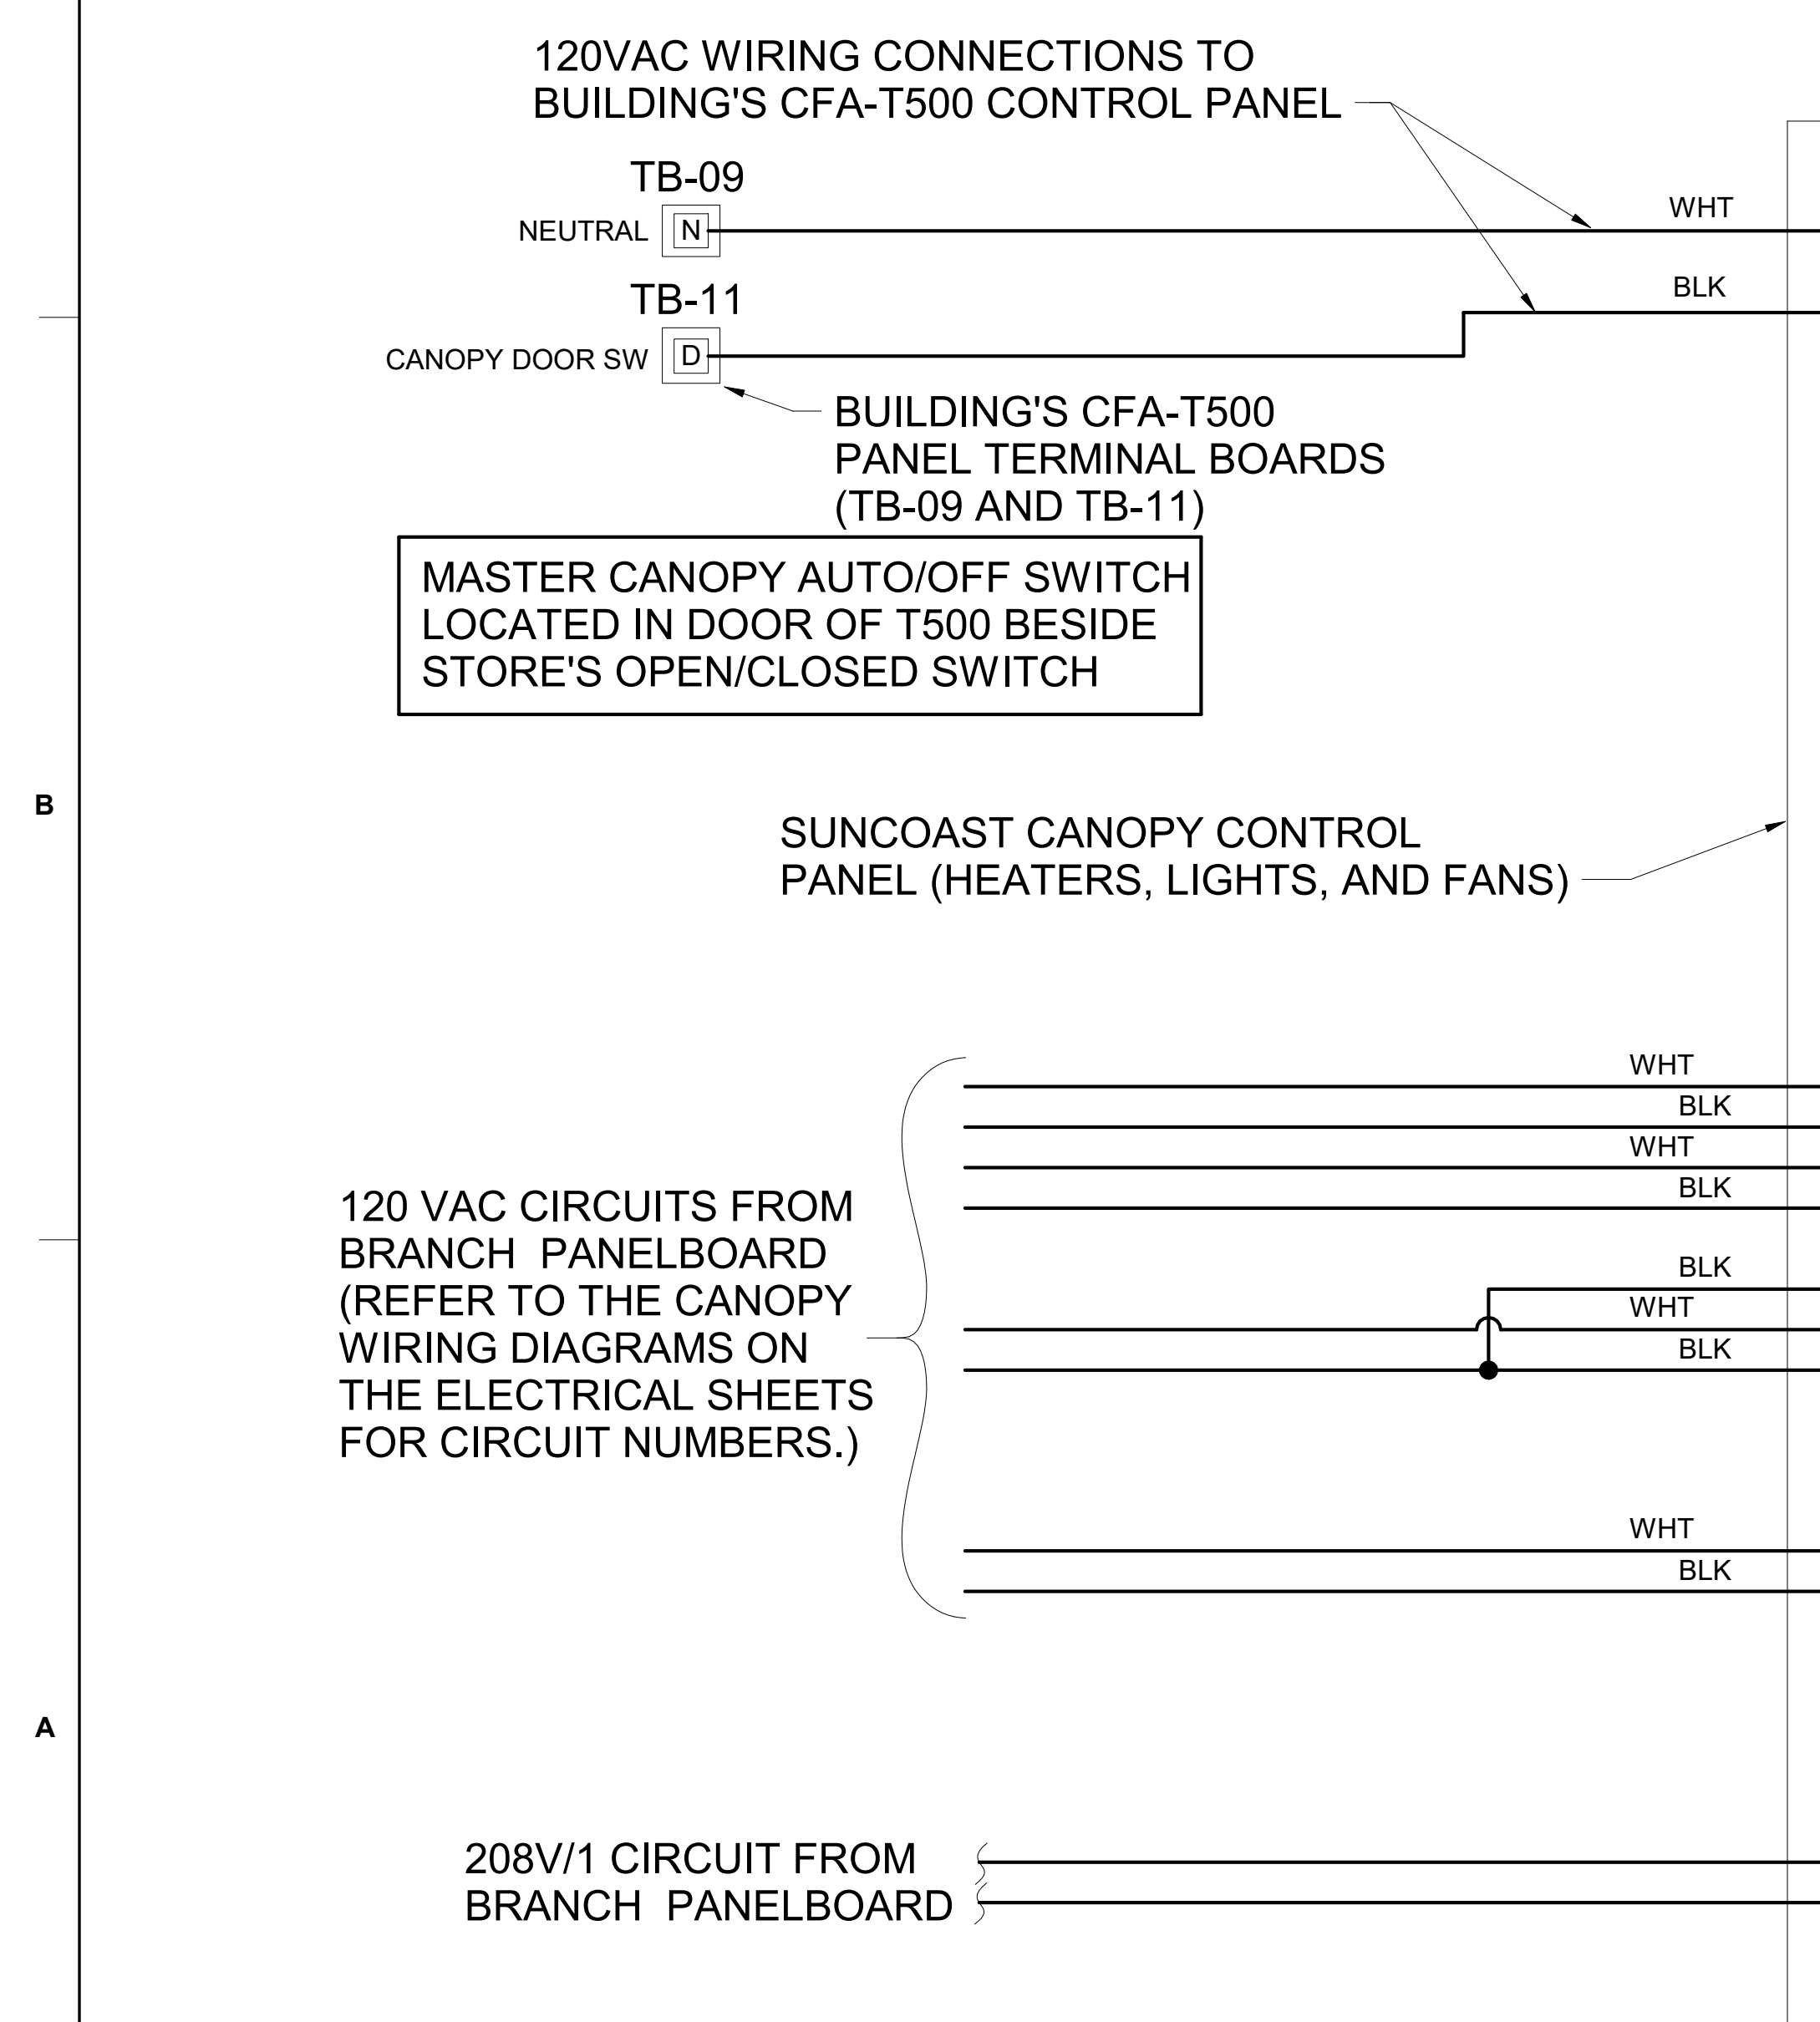 120VAC WIRING CONNECTIONS TO
BUILDING'S CFA-T500 CONTROL PANEL
TB-09
WHT
NEUTRAL N
BLK
TB-11
CANOPY DOOR SW D
BUILDING'S CFA-T500
PANEL TERMINAL BOARDS
(TB-09 AND TB-11)
MASTER CANOPY AUTO/OFF SWITCH
LOCATED IN DOOR OF T500 BESIDE
STORE'S OPEN/CLOSED SWITCH
B
SUNCOAST CANOPY CONTROL
PANEL (HEATERS, LIGHTS, AND FANS)
WHT
BLK
WHT
BLK
120 VAC CIRCUITS FROM
BRANCH PANELBOARD
(REFER TO THE CANOPY
WIRING DIAGRAMS ON
THE ELECTRICAL SHEETS
FOR CIRCUIT NUMBERS.)
BLK
WHT
BLK
WHT
BLK
A
208V/1 CIRCUIT FROM
BRANCH PANELBOARD